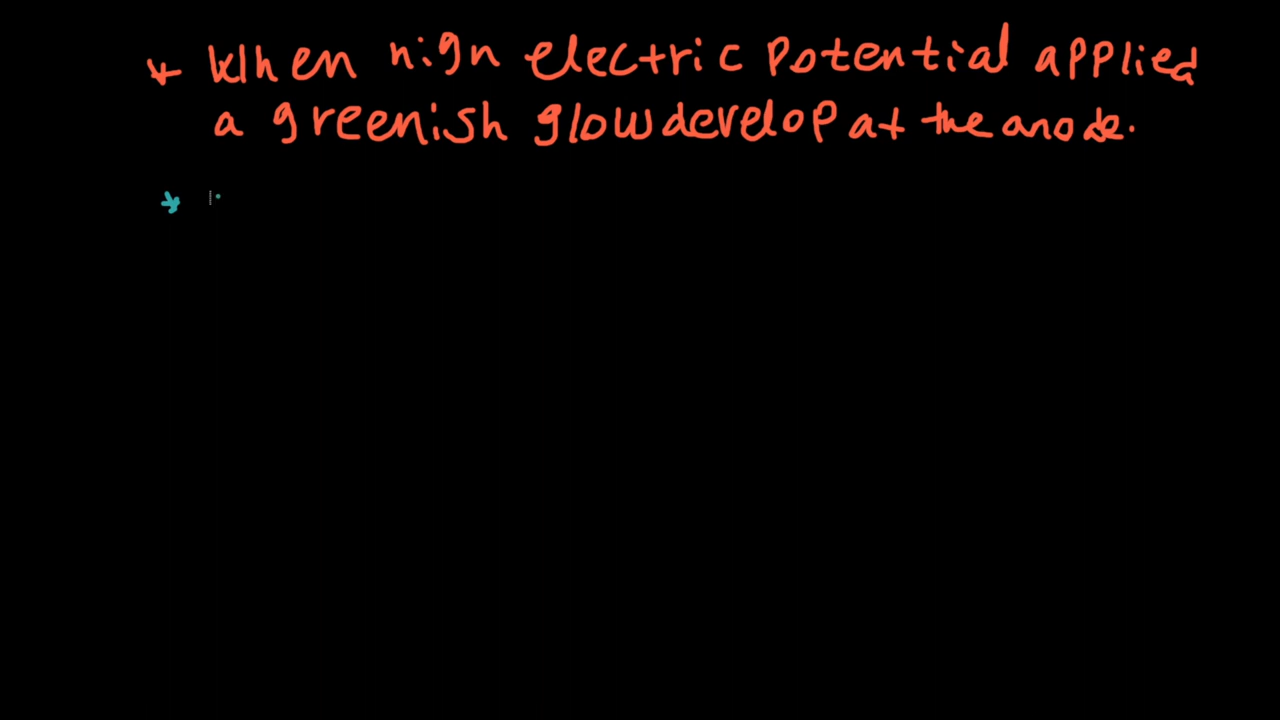 * When high electric potential applied
a greenish glow develop at the anode.
*